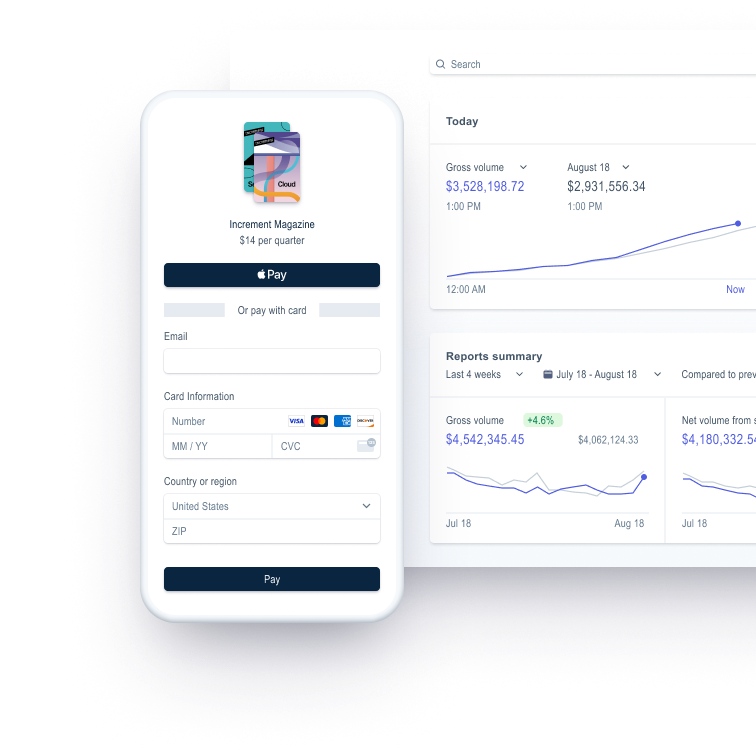 Search
Today
Gross volume
August 18
$3,528,198.72
$2,931,556.34
1:00 PM
1:00 PM
12:00 AM
Now
Reports summary
Last 4 weeks
July 18 - August 18
Compared to prev
Gross volume
+4.6%
$4,542,345.45
$4,062,124.33
Jul 18
Aug 18
Net volume from s
$4,180,332.54
Jul 18
Cloud
Increment Magazine
$14 per quarter
Pay
Or pay with card
Email
Card Information
Number
VISA
DISCOVER
MM / YY
CVC
Country or region
United States
ZIP
Pay